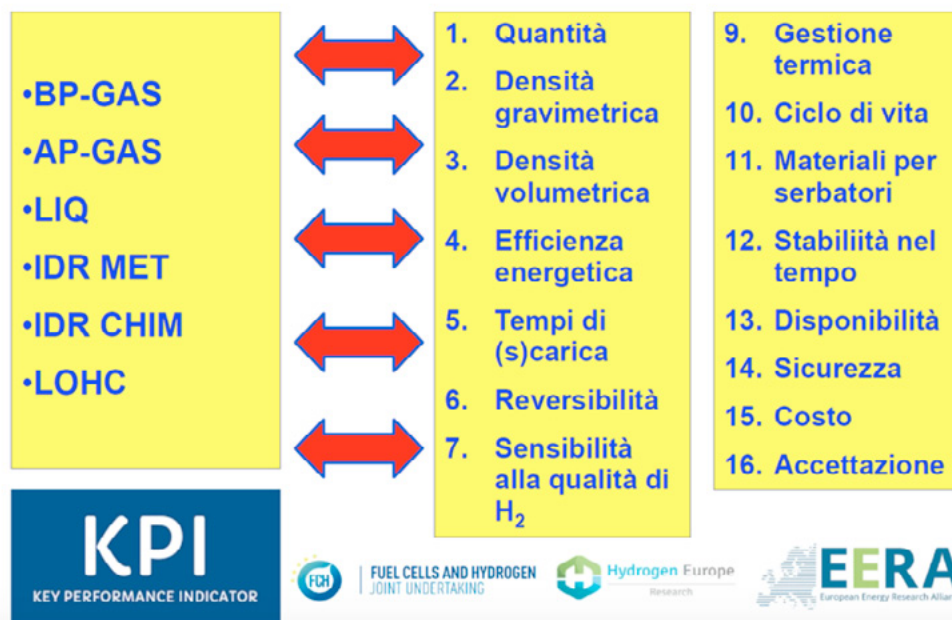 •BP-GAS
•AP-GAS
•LIQ
•IDR MET
•IDR CHIM
•LOHC
1. Quantità
2. Densità
gravimetrica
3. Densità
volumetrica
4. Efficienza
energetica
5. Tempi di
(s)carica
6. Reversibilità
7. Sensibilità
alla qualità di
H₂
9. Gestione
termica
10. Ciclo di vita
11. Materiali per
serbatori
12. Stabiliità nel
tempo
13. Disponibilità
14. Sicurezza
15. Costo
16. Accettazione
KPI
KEY PERFORMANCE INDICATOR
FCH
FUEL CELLS AND HYDROGEN
JOINT UNDERTAKING
Hydrogen Europe
Research
EERA
European Energy Research Allian